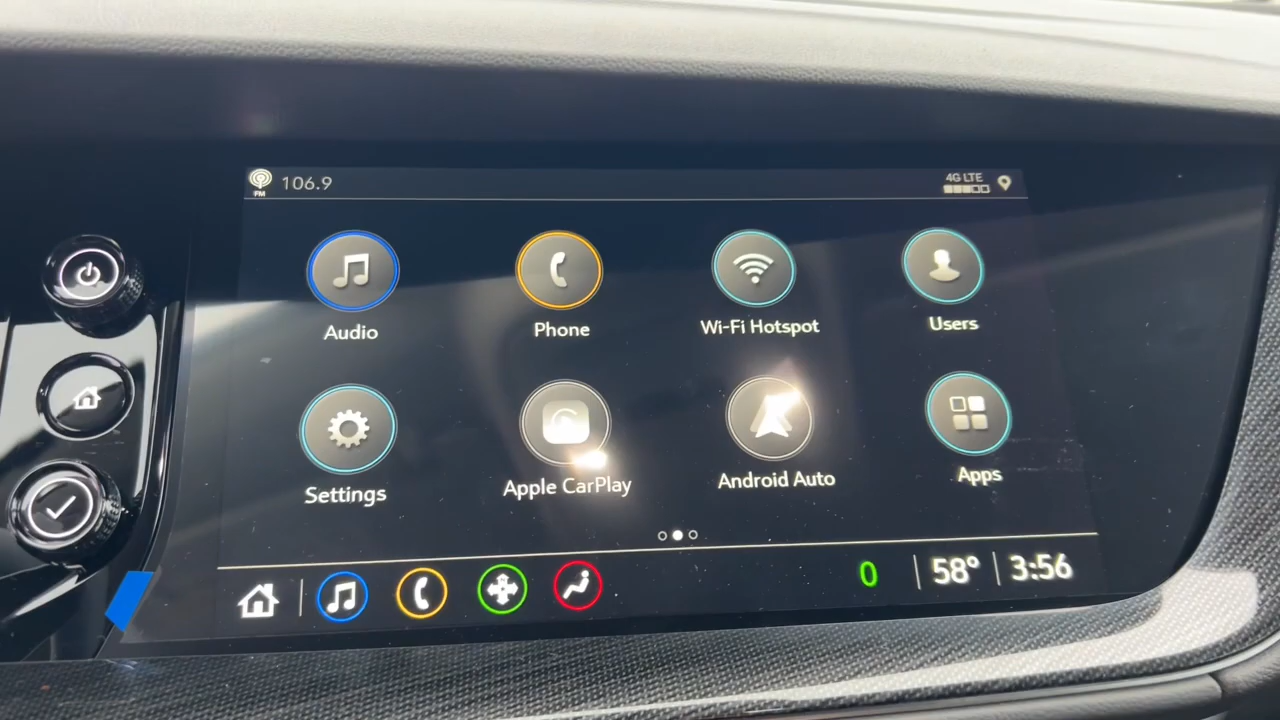 FM 106.9 4G LTE
Audio Phone Wi-Fi Hotspot Users
Settings Apple CarPlay Android Auto Apps
0 58° 3:56